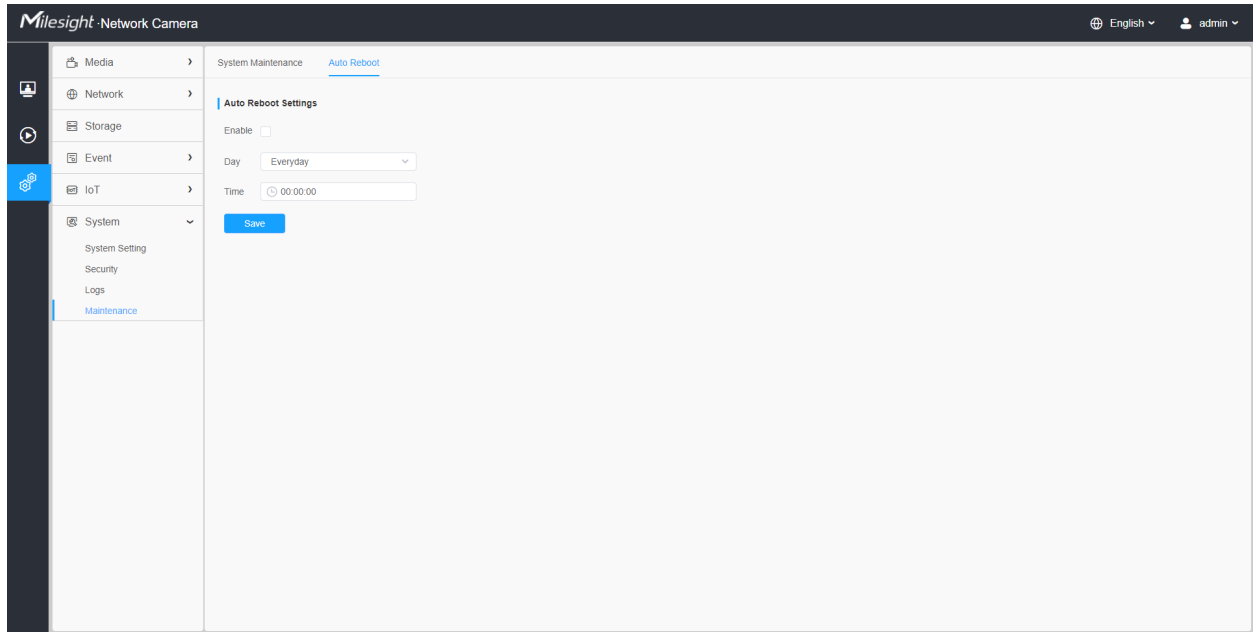 Milesight ·Network Camera
English
admin
Media
Network
Storage
Event
IoT
System
System Setting
Security
Logs
Maintenance
System Maintenance Auto Reboot
Auto Reboot Settings
Enable
Day Everyday
Time 00:00:00
Save